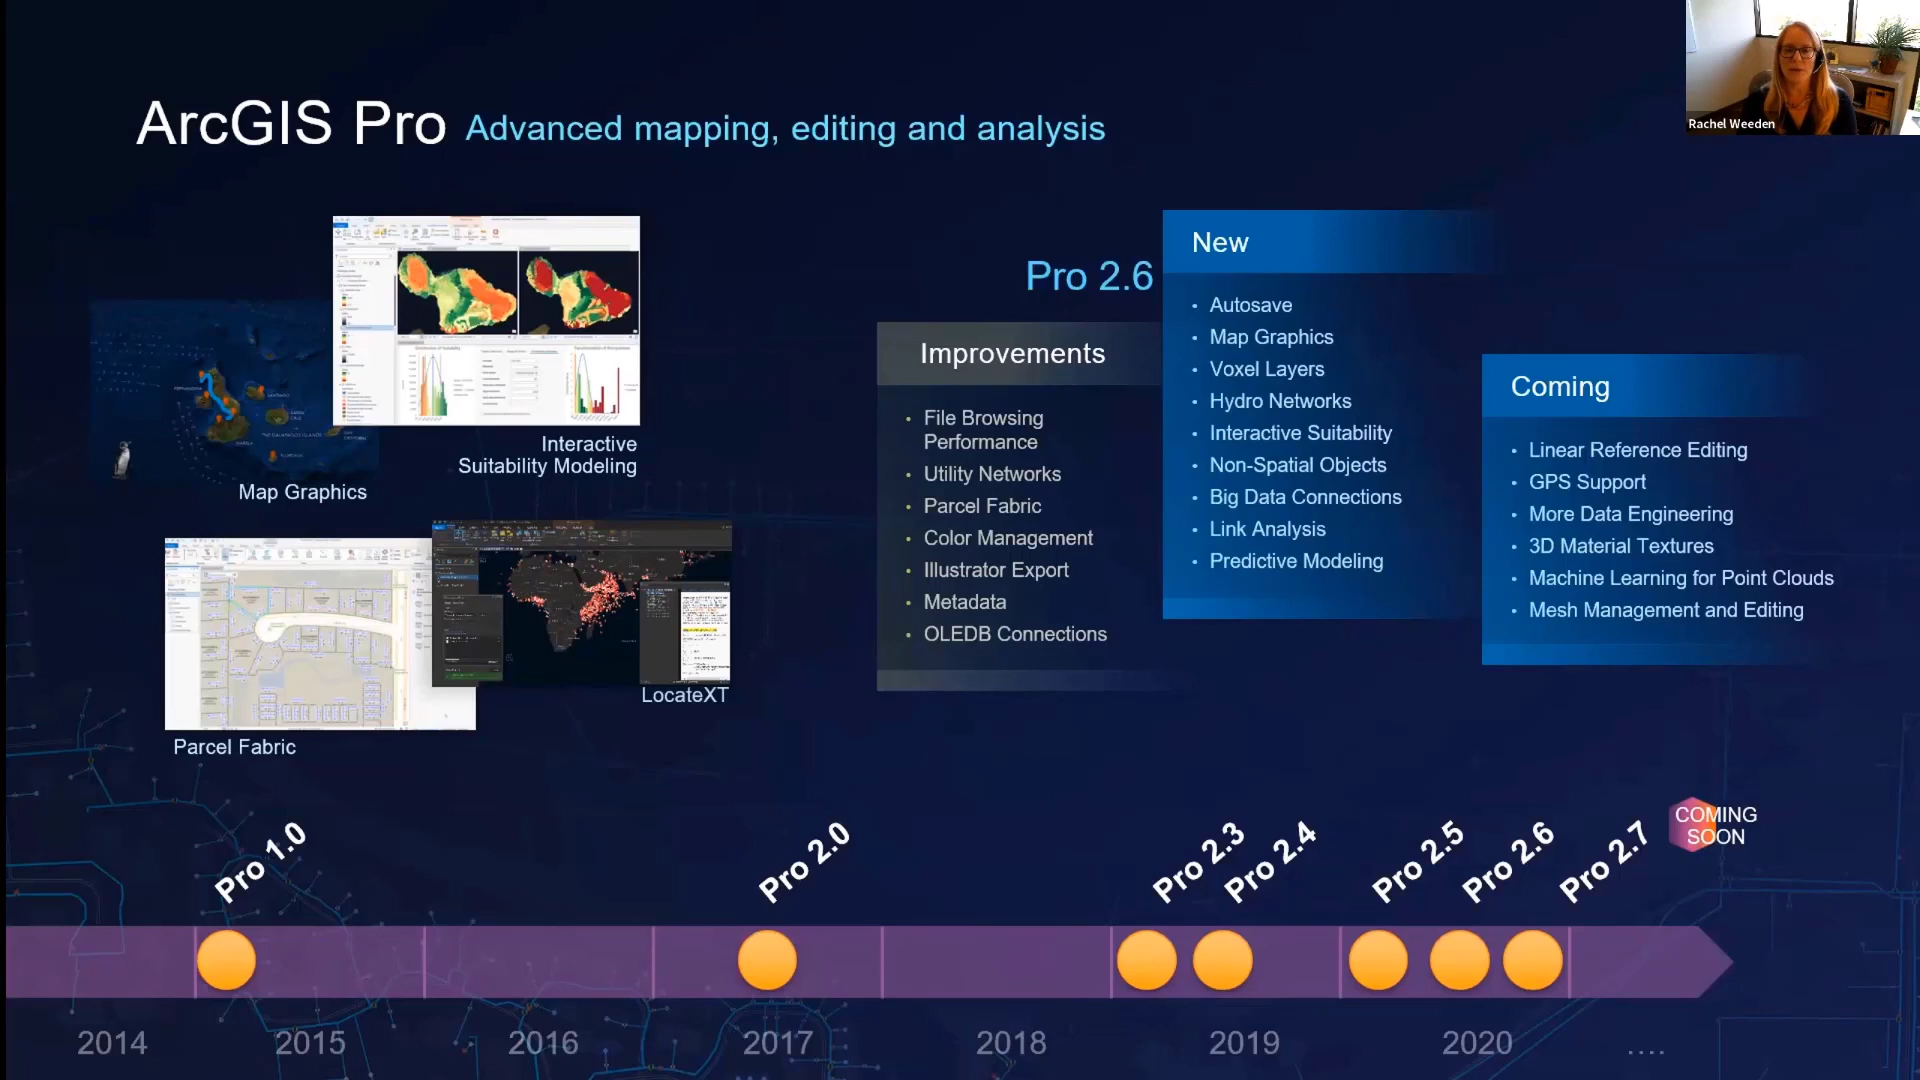 Rachel Weeden
ArcGIS Pro Advanced mapping, editing and analysis
Interactive
Suitability Modeling
Map Graphics
LocateXT
Parcel Fabric
Pro 2.6
Improvements
• File Browsing
Performance
• Utility Networks
• Parcel Fabric
• Color Management
• Illustrator Export
• Metadata
• OLEDB Connections
New
• Autosave
• Map Graphics
• Voxel Layers
• Hydro Networks
• Interactive Suitability
• Non-Spatial Objects
• Big Data Connections
• Link Analysis
• Predictive Modeling
Coming
• Linear Reference Editing
• GPS Support
• More Data Engineering
• 3D Material Textures
• Machine Learning for Point Clouds
• Mesh Management and Editing
Pro 1.0
Pro 2.0
Pro 2.3
Pro 2.4
Pro 2.5
Pro 2.6
Pro 2.7
COMING
SOON
2014
2015
2016
2017
2018
2019
2020
....